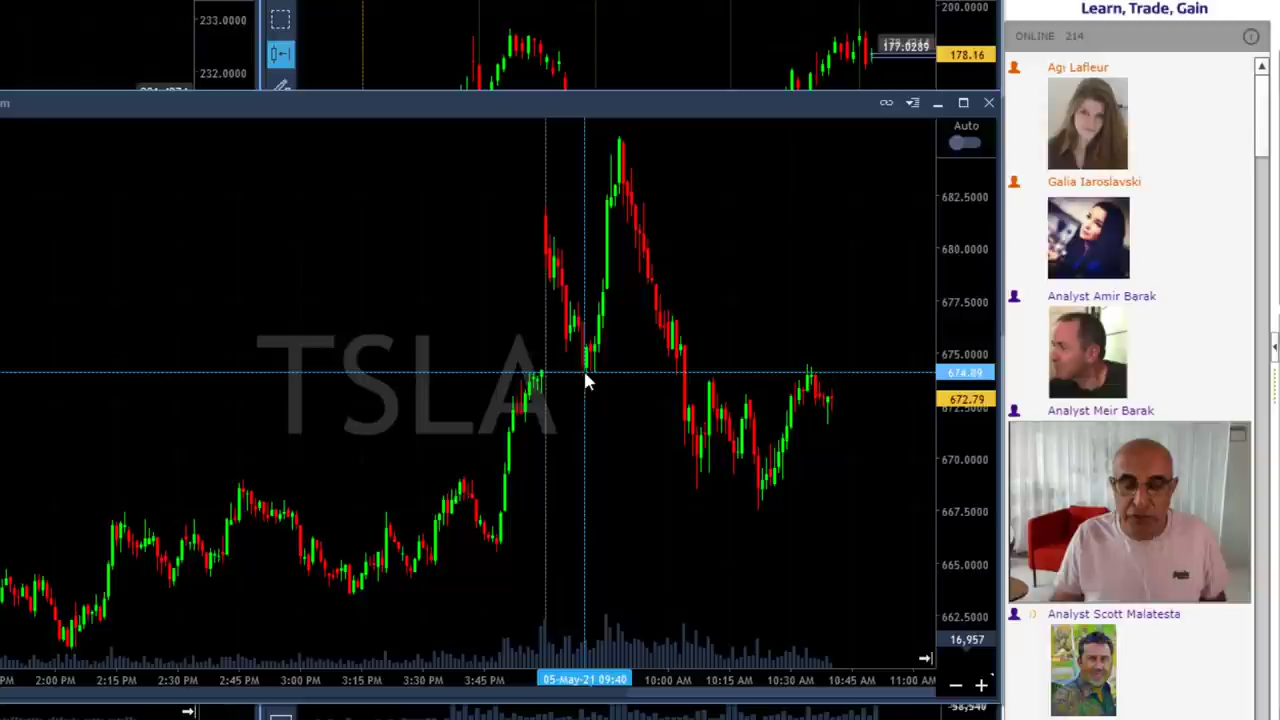 233.0000
232.0000
200.0000
177.0289
178.16
Learn, Trade, Gain
ONLINE 214
Agi Lafleur
Galia Iaroslavski
Analyst Amir Barak
Analyst Meir Barak
Analyst Scott Malatesta
m
Auto
TSLA
682.5000
680.0000
677.5000
675.0000
674.09
672.79
670.0000
667.5000
665.0000
662.5000
16,957
PM 2:00 PM 2:15 PM 2:30 PM 2:45 PM 3:00 PM 3:15 PM 3:30 PM 3:45 PM 05-May-21 09:40 10:00 AM 10:15 AM 10:30 AM 10:45 AM 11:00 AM